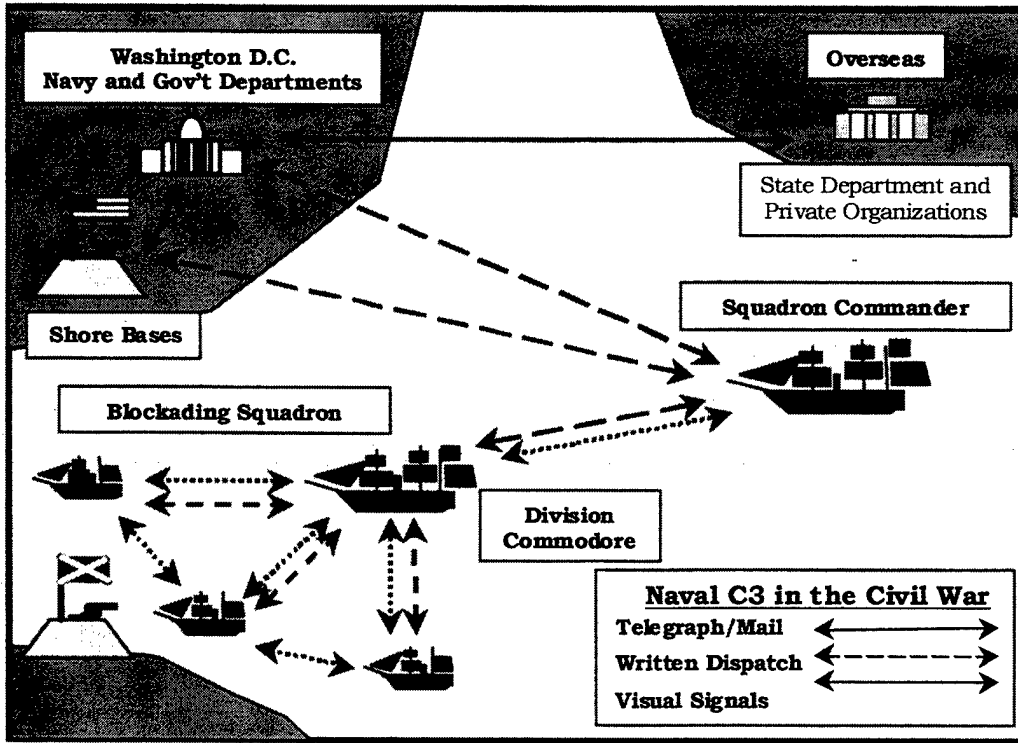 Washington D.C.
Navy and Gov't Departments
Overseas
State Department and
Private Organizations
Squadron Commander
Shore Bases
Blockading Squadron
Division
Commodore
Naval C3 in the Civil War
Telegraph/Mail
Written Dispatch
Visual Signals